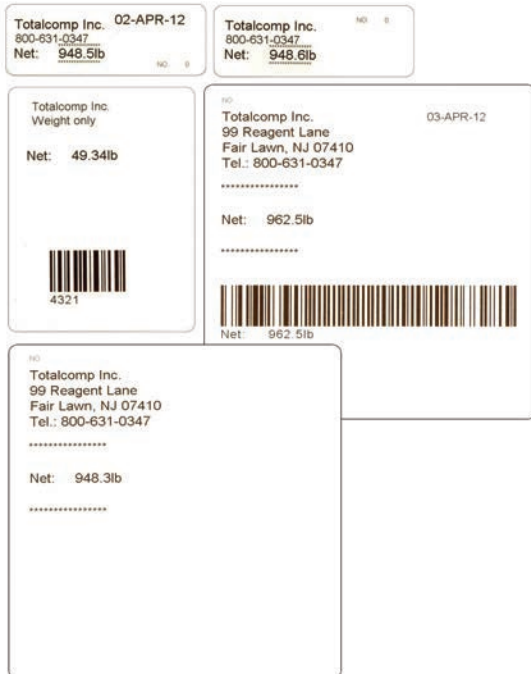 Totalcomp Inc. 02-APR-12
800-631-0347
Net: 948.5lb
NO. 0
NO. 0
Totalcomp Inc.
800-631-0347
Net: 948.6lb
Totalcomp Inc.
Weight only
Net: 49.34lb
4321
NO
Totalcomp Inc. 03-APR-12
99 Reagent Lane
Fair Lawn, NJ 07410
Tel.: 800-631-0347
****************
Net: 962.5lb
****************
Net: 962.5lb
NO
Totalcomp Inc.
99 Reagent Lane
Fair Lawn, NJ 07410
Tel.: 800-631-0347
****************
Net: 948.3lb
****************